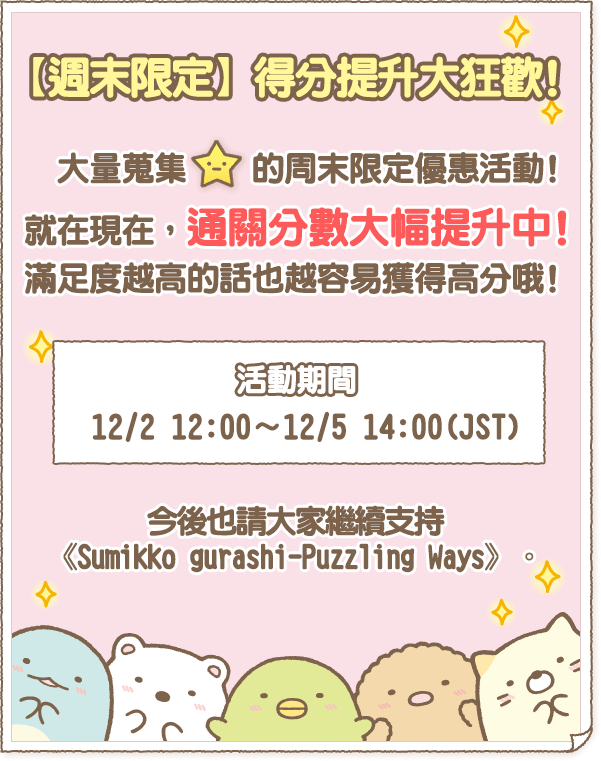 【週末限定】得分提升大狂歡!
大量蒐集 的周末限定優惠活動!
就在現在，通關分數大幅提升中!
滿足度越高的話也越容易獲得高分哦!
活動期間
12/2 12:00～12/5 14:00(JST)
今後也請大家繼續支持
《Sumikko gurashi-Puzzling Ways》。